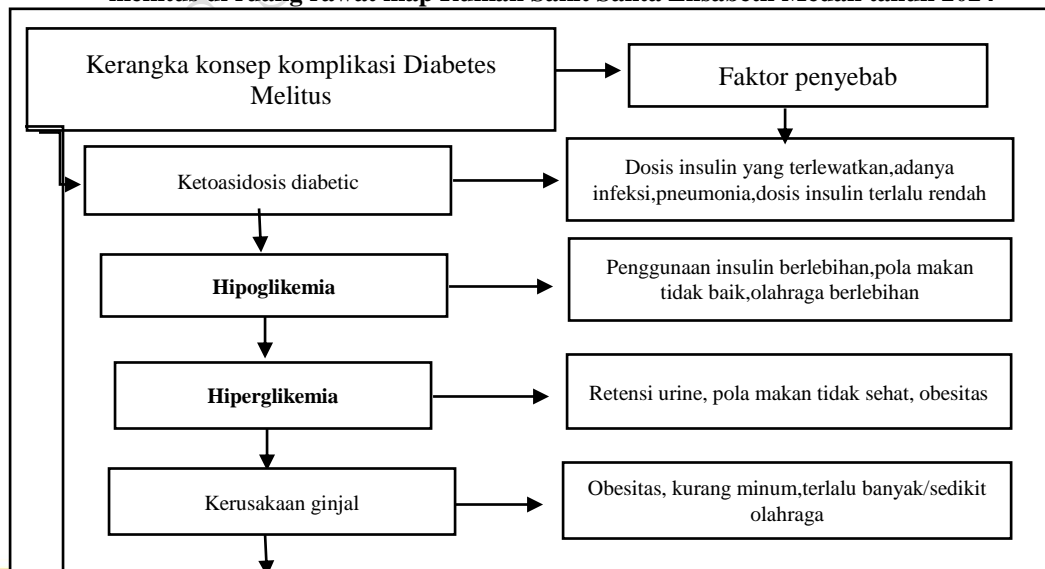 Kerangka konsep komplikasi Diabetes
Melitus
Faktor penyebab
Ketoasidosis diabetic
Dosis insulin yang terlewatkan,adanya
infeksi,pneumonia,dosis insulin terlalu rendah
Hipoglikemia
Penggunaan insulin berlebihan,pola makan
tidak baik,olahraga berlebihan
Hiperglikemia
Retensi urine, pola makan tidak sehat, obesitas
Kerusakaan ginjal
Obesitas, kurang minum,terlalu banyak/sedikit
olahraga